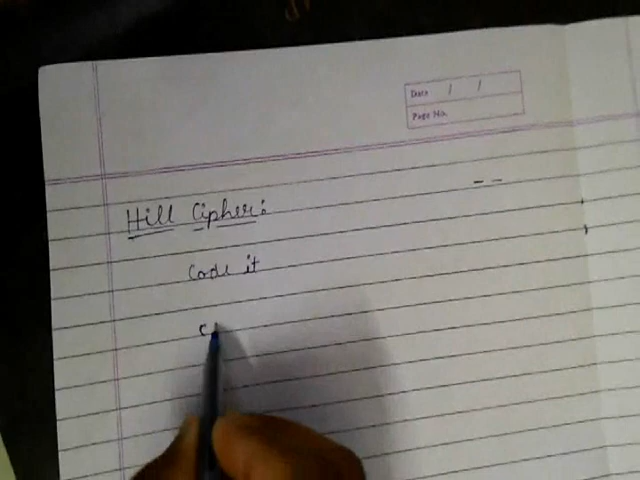 Date / /
Page No.
Hill Cipher:
Code it
c